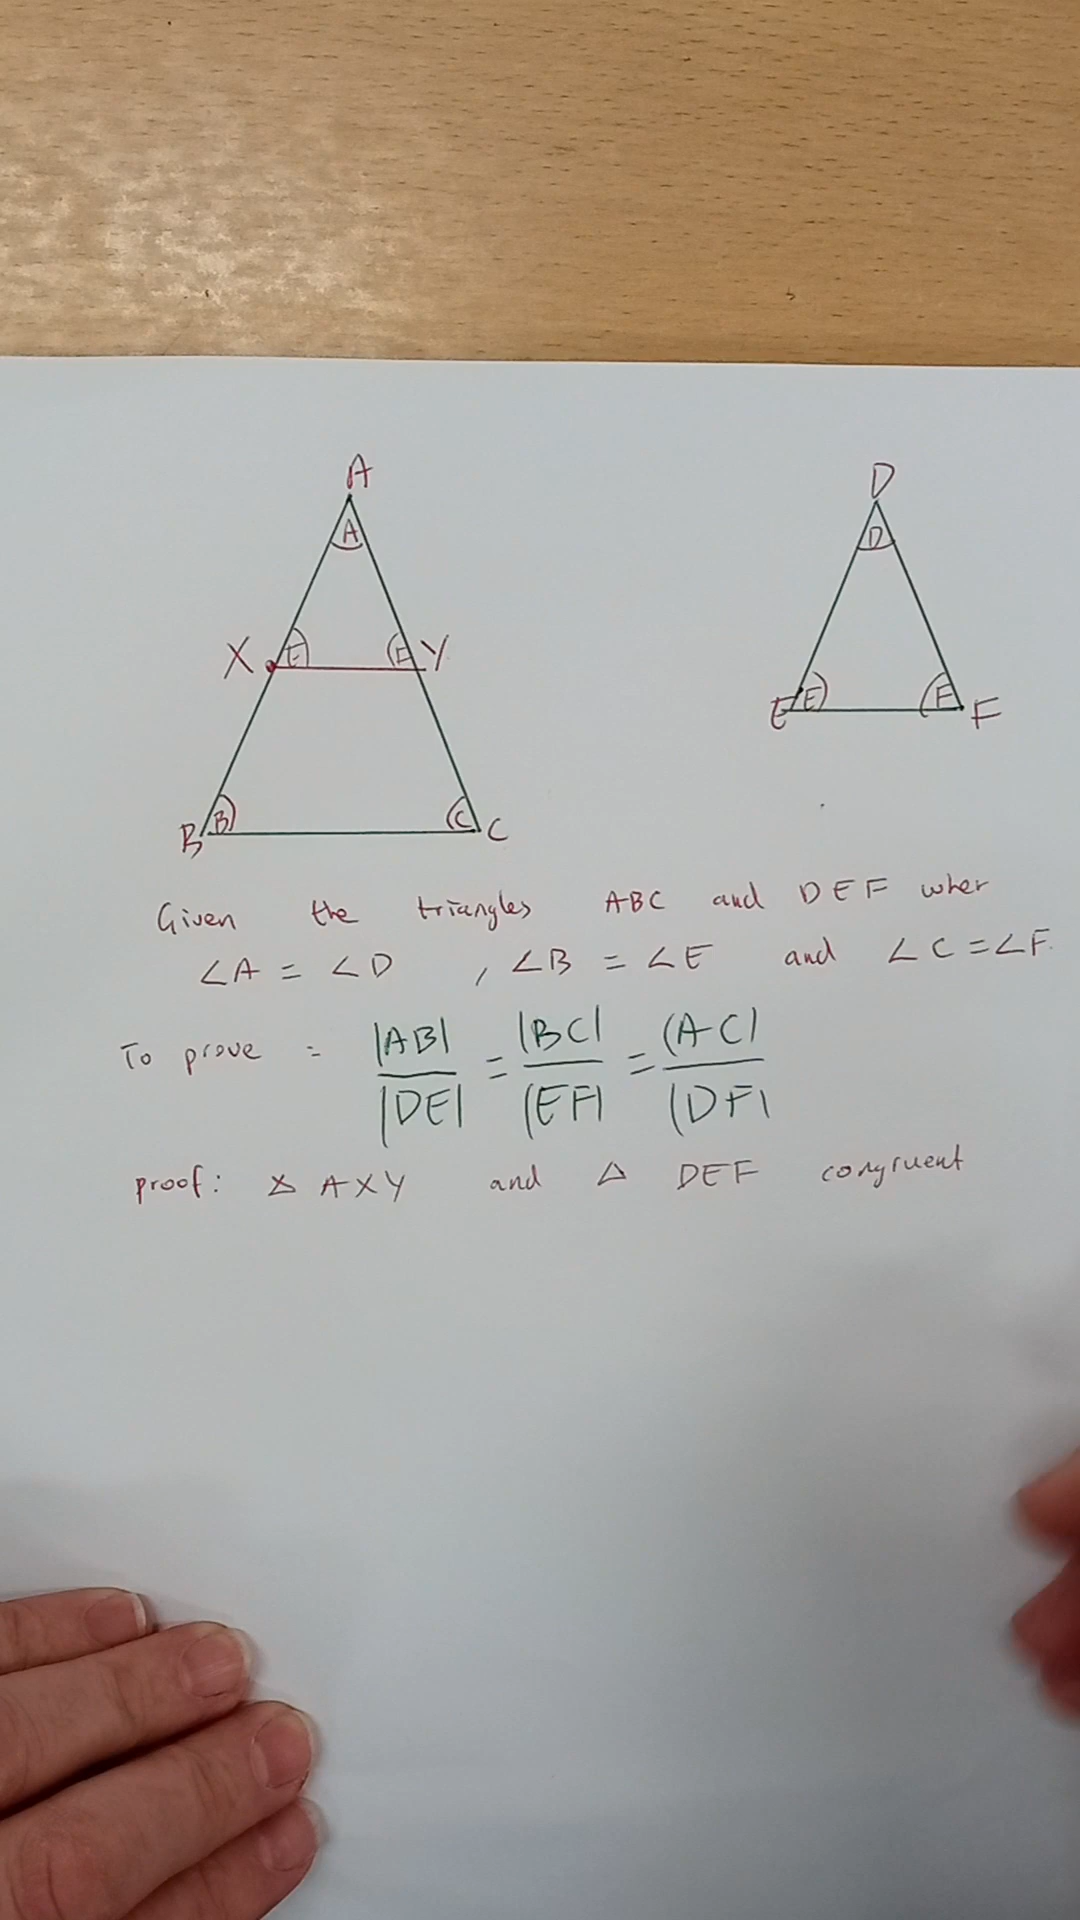 A
A
D
D
X E F Y
E E F F
B B C C
Given the triangles ABC and DEF wher
∠A = ∠D , ∠B = ∠E and ∠C = ∠F.
To prove = |AB| / |DE| = |BC| / |EF| = |AC| / |DF|
proof: △ AXY and △ DEF congruent